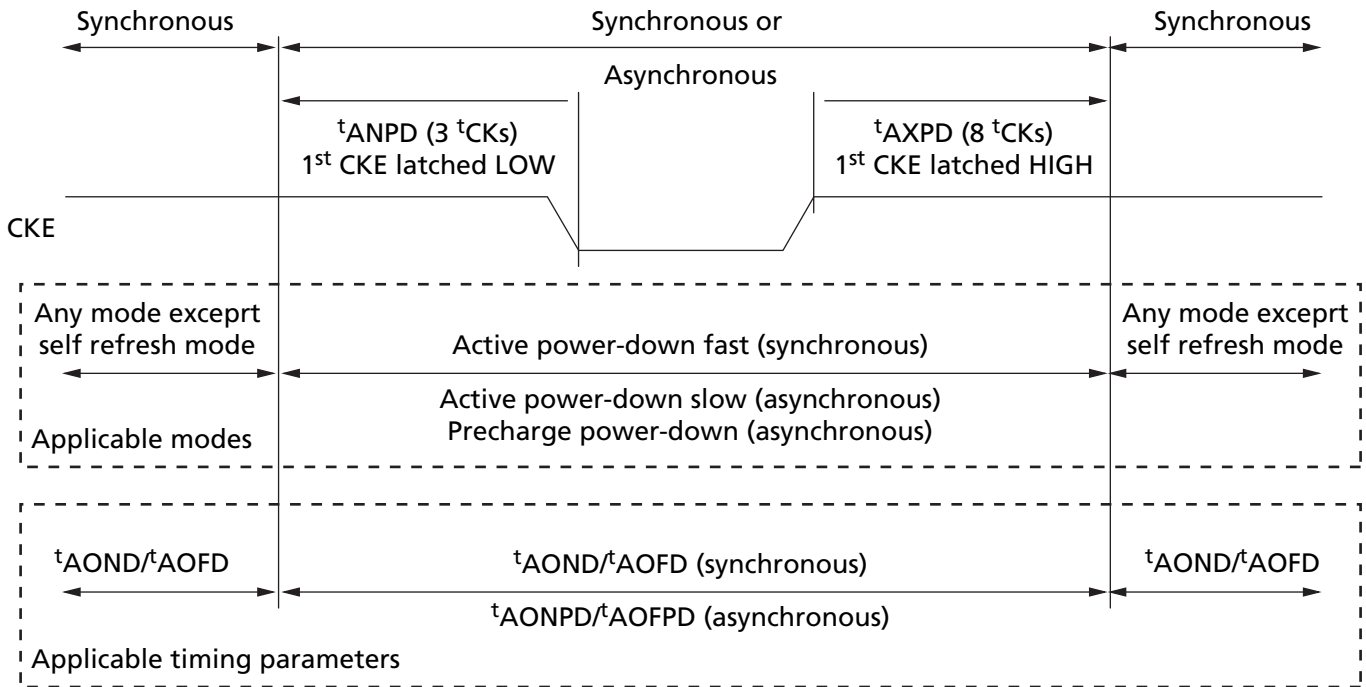 Synchronous
Synchronous or
Synchronous
Asynchronous
tANPD (3 tCKs)
1st CKE latched LOW
tAXPD (8 tCKs)
1st CKE latched HIGH
CKE
Any mode exceprt
self refresh mode
Active power-down fast (synchronous)
Any mode exceprt
self refresh mode
Active power-down slow (asynchronous)
Precharge power-down (asynchronous)
Applicable modes
tAOND/tAOFD
tAOND/tAOFD (synchronous)
tAOND/tAOFD
tAONPD/tAOFPD (asynchronous)
Applicable timing parameters